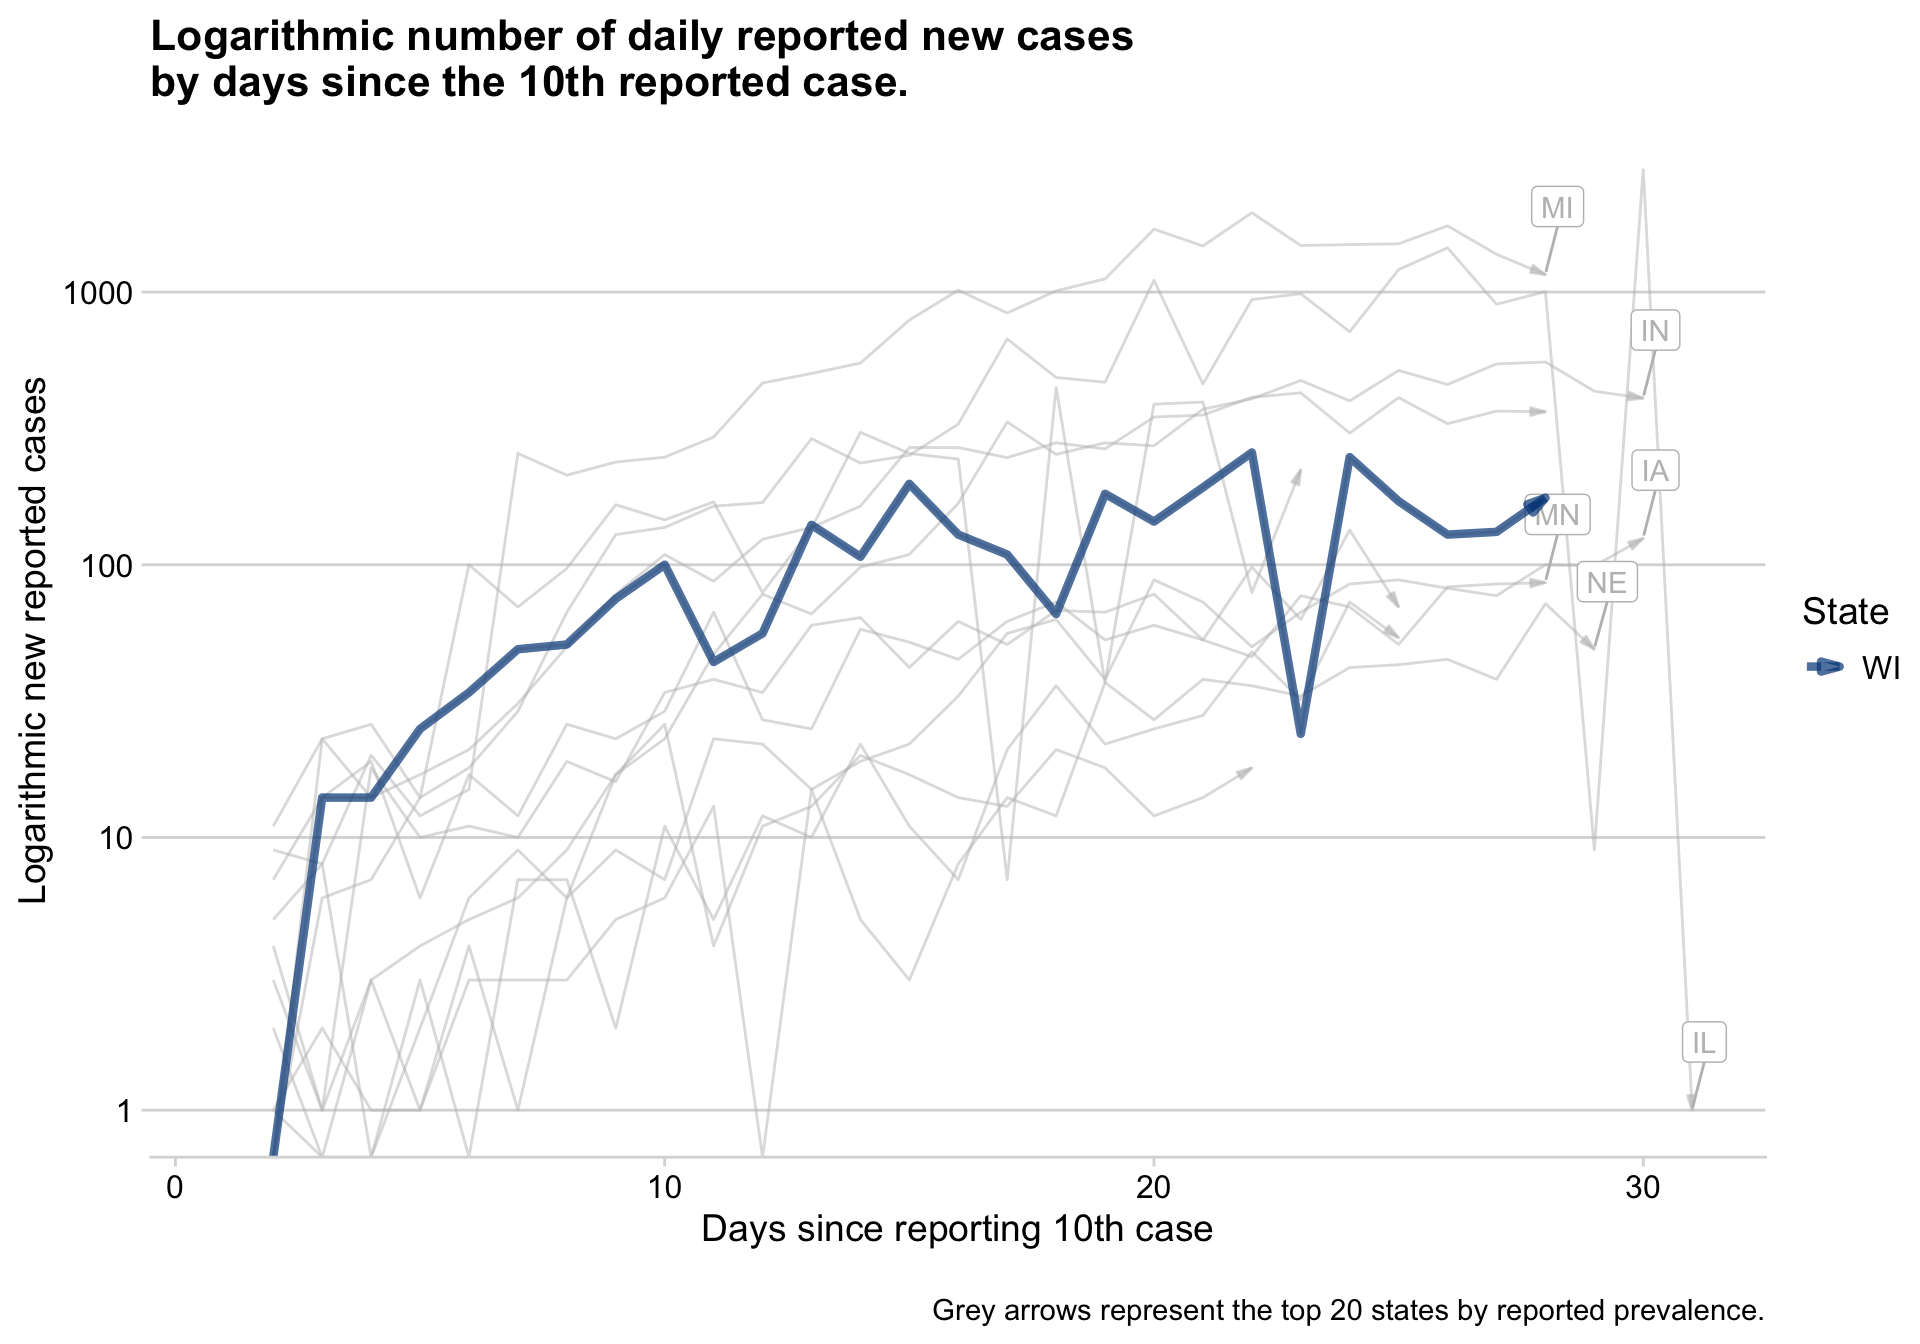 Logarithmic number of daily reported new cases
by days since the 10th reported case.
Logarithmic new reported cases
1000
100
10
1
MI
IN
IA
MN
NE
IL
State
WI
0
10
20
30
Days since reporting 10th case
Grey arrows represent the top 20 states by reported prevalence.